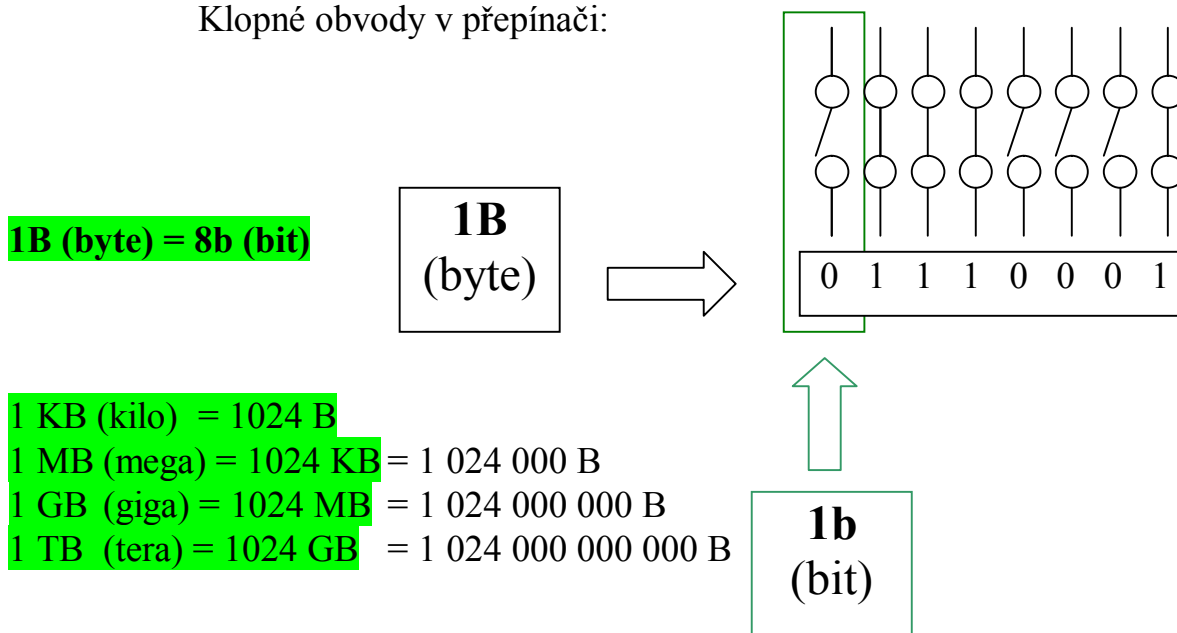 Klopné obvody v přepínači:
1B (byte) = 8b (bit)
1B
(byte)
0 1 1 1 0 0 0 1
1 KB (kilo) = 1024 B
1 MB (mega) = 1024 KB = 1 024 000 B
1 GB (giga) = 1024 MB = 1 024 000 000 B
1 TB (tera) = 1024 GB = 1 024 000 000 000 B
1b
(bit)